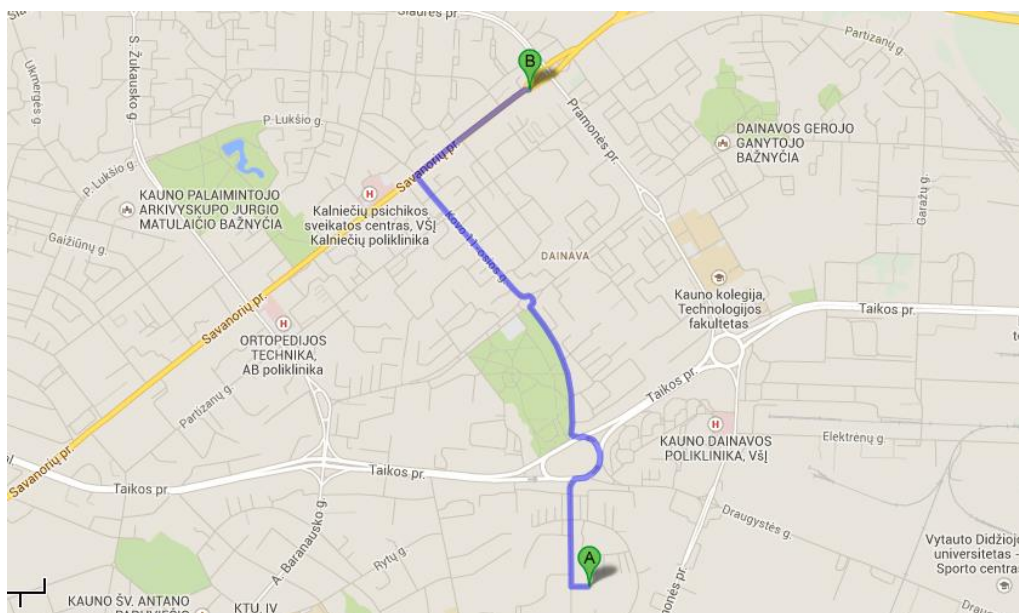 Šiaurės pr.
Partizanų g.
S. Žukausko g.
Ukmergės g.
B
P. Lukšio g.
Pramonės pr.
DAINAVOS GEROJO
GANYTOJO
BAŽNYČIA
P. Lukšio g.
Savanorių pr.
H
KAUNO PALAIMINTOJO
ARKIVYSKUPO JURGIO
MATULAIČIO BAŽNYČIA
Kalniečių psichikos
sveikatos centras, VŠĮ
Kalniečių poliklinika
Garažų g.
Gaižiūnų g.
Kovo 11-osios g.
DAINAVA
Kauno kolegija,
Technologijos
fakultetas
Taikos pr.
Savanorių pr.
H
ORTOPEDIJOS
TECHNIKA,
AB poliklinika
Taikos pr.
Partizanų g.
H
KAUNO DAINAVOS
POLIKLINIKA, VšĮ
Elektrėnų g.
Savanorių pr.
Taikos pr.
Taikos pr.
A. Baranausko g.
Draugystės g.
Rytų g.
A
Vytauto Didžiojo
universitetas -
Sporto centras
Pramonės pr.
Draugystės g.
KAUNO ŠV. ANTANO
KTU, IV